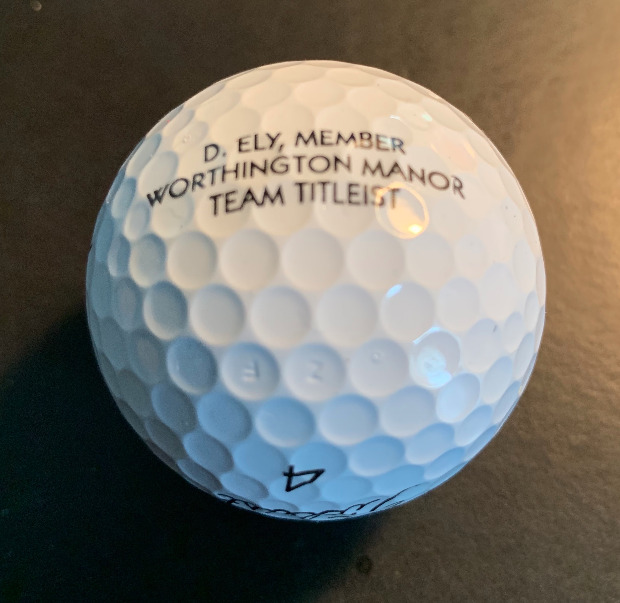 D. ELY, MEMBER
WORTHINGTON MANOR
TEAM TITLEIST
4